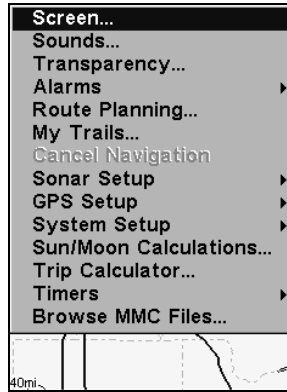 Screen...
Sounds...
Transparency...
Alarms
Route Planning...
My Trails...
Cancel Navigation
Sonar Setup
GPS Setup
System Setup
Sun/Moon Calculations...
Trip Calculator...
Timers
Browse MMC Files...
40mi.